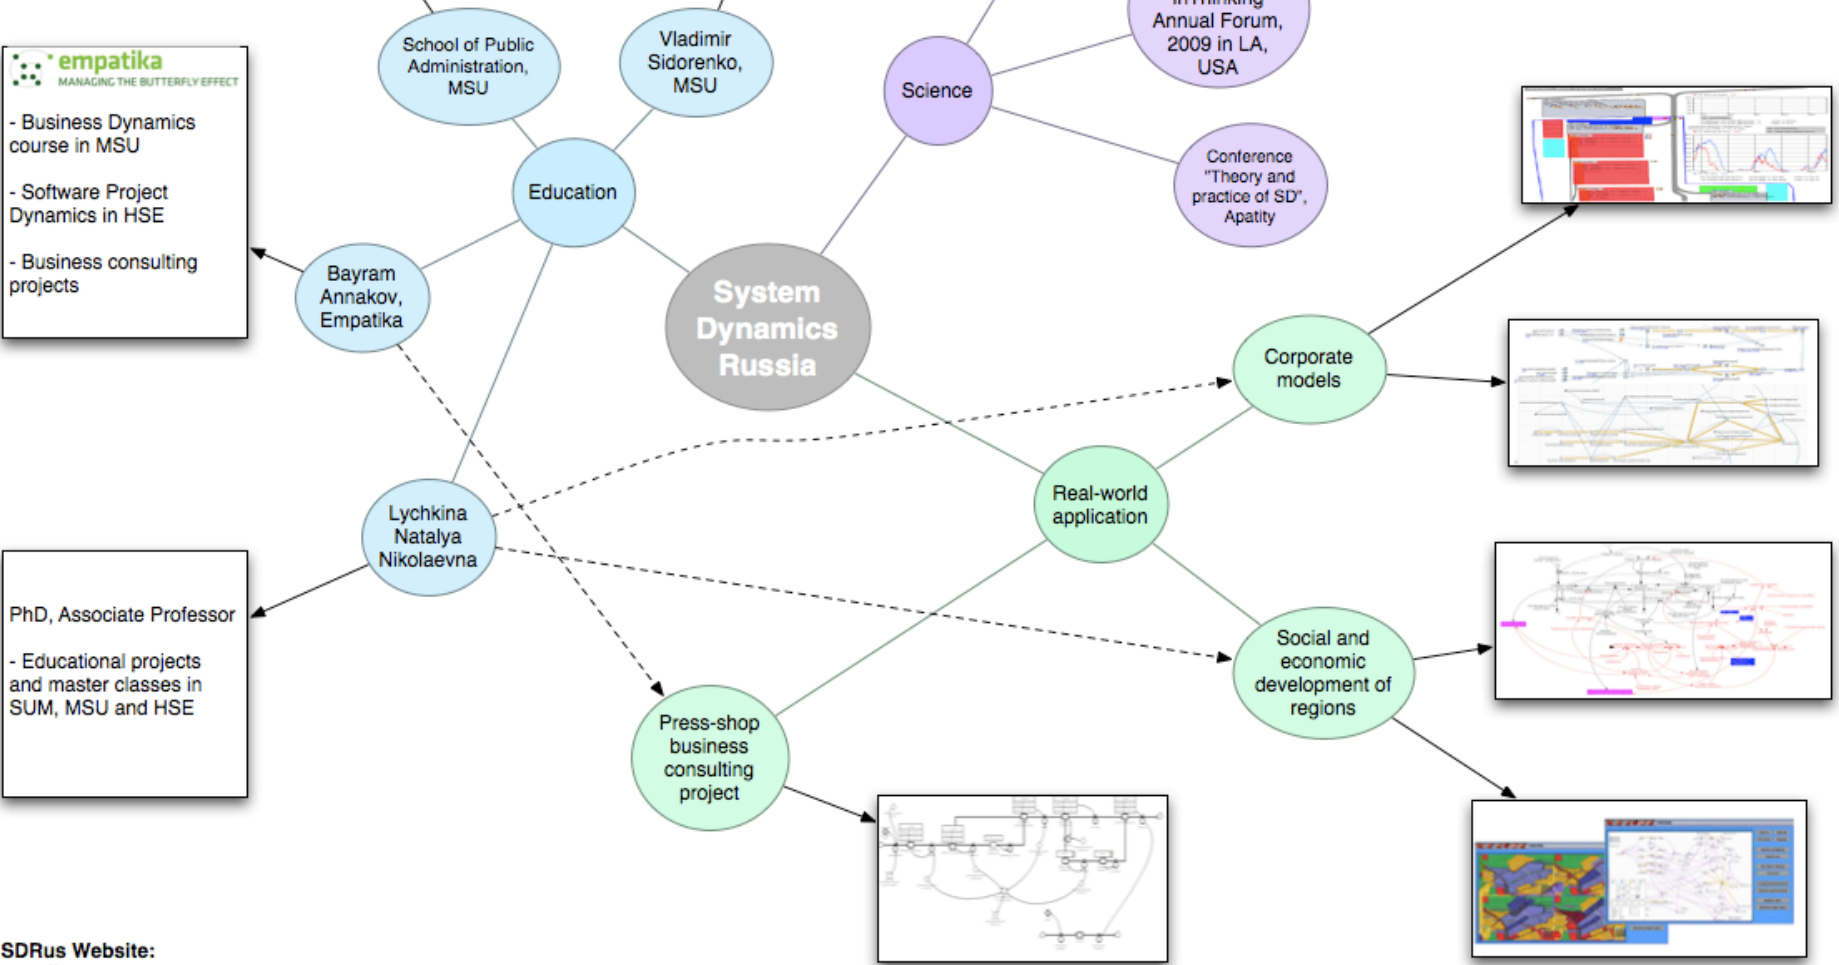 School of Public
Administration,
MSU
Vladimir
Sidorenko,
MSU
InThinking
Annual Forum,
2009 in LA,
USA
empatika
MANAGING THE BUTTERFLY EFFECT
- Business Dynamics
course in MSU
- Software Project
Dynamics in HSE
- Business consulting
projects
Science
Education
Conference
"Theory and
practice of SD",
Apatity
Bayram
Annakov,
Empatika
System
Dynamics
Russia
Corporate
models
Lychkina
Natalya
Nikolaevna
Real-world
application
PhD, Associate Professor
- Educational projects
and master classes in
SUM, MSU and HSE
Social and
economic
development of
regions
Press-shop
business
consulting
project
SDRus Website: